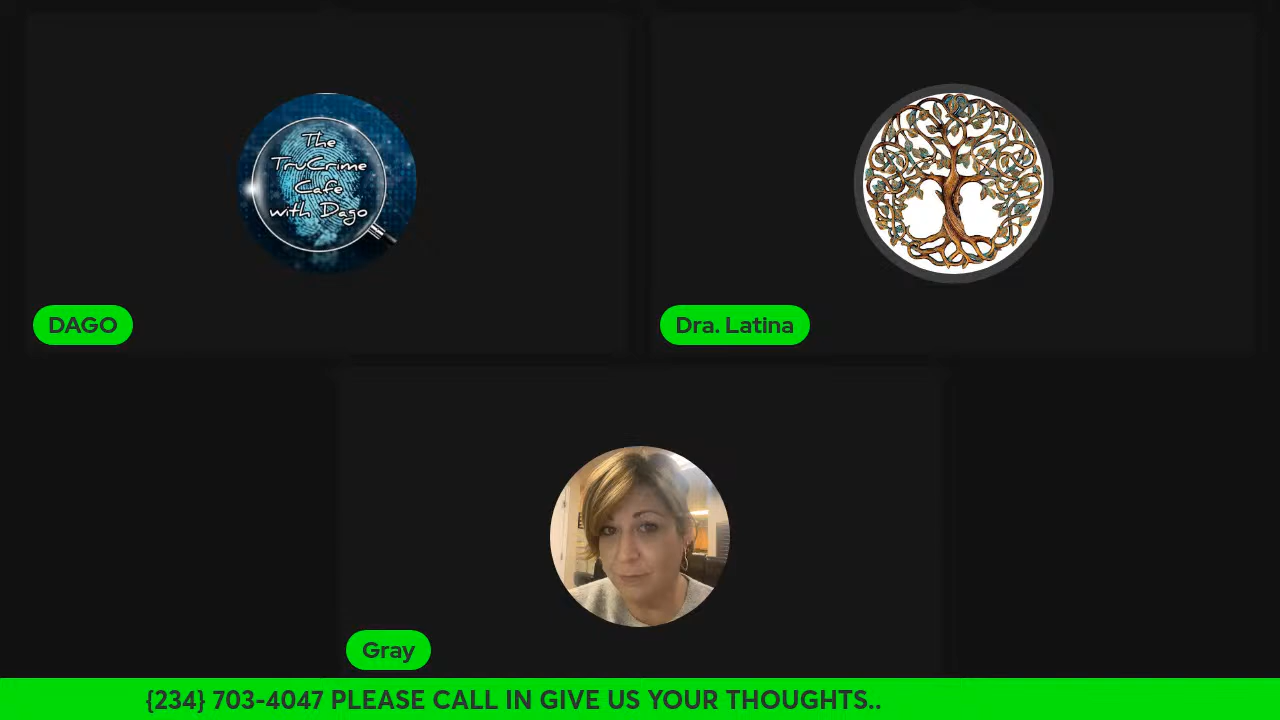 The
TruCrime
Cafe
with Dago
DAGO
Dra. Latina
Gray
{234} 703-4047 PLEASE CALL IN GIVE US YOUR THOUGHTS..